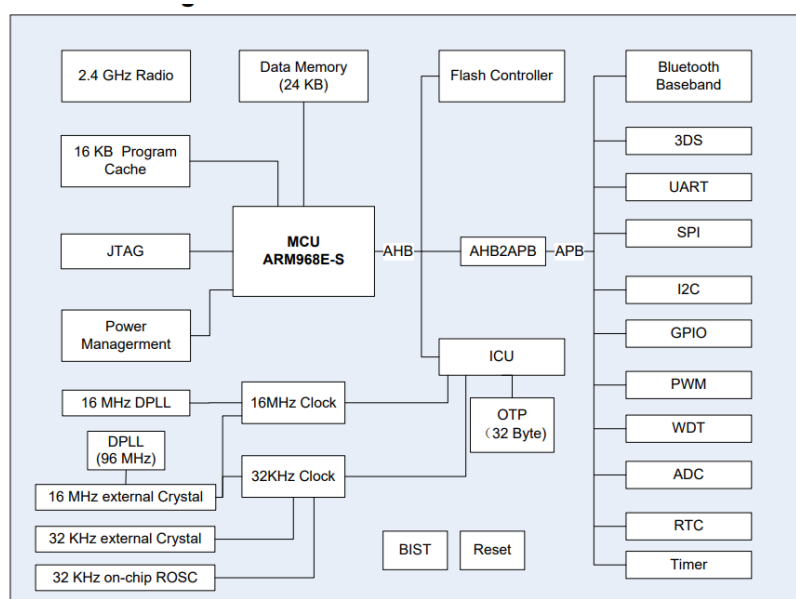 2.4 GHz Radio
Data Memory
(24 KB)
Flash Controller
Bluetooth
Baseband
16 KB  Program
Cache
3DS
UART
MCU
ARM968E-S
JTAG
AHB
AHB2APB
APB
SPI
I2C
Power
Managerment
GPIO
ICU
PWM
16 MHz DPLL
16MHz Clock
OTP
（32 Byte)
WDT
DPLL
(96 MHz)
32KHz Clock
ADC
16 MHz external Crystal
32 KHz external Crystal
BIST
Reset
RTC
32 KHz on-chip ROSC
Timer